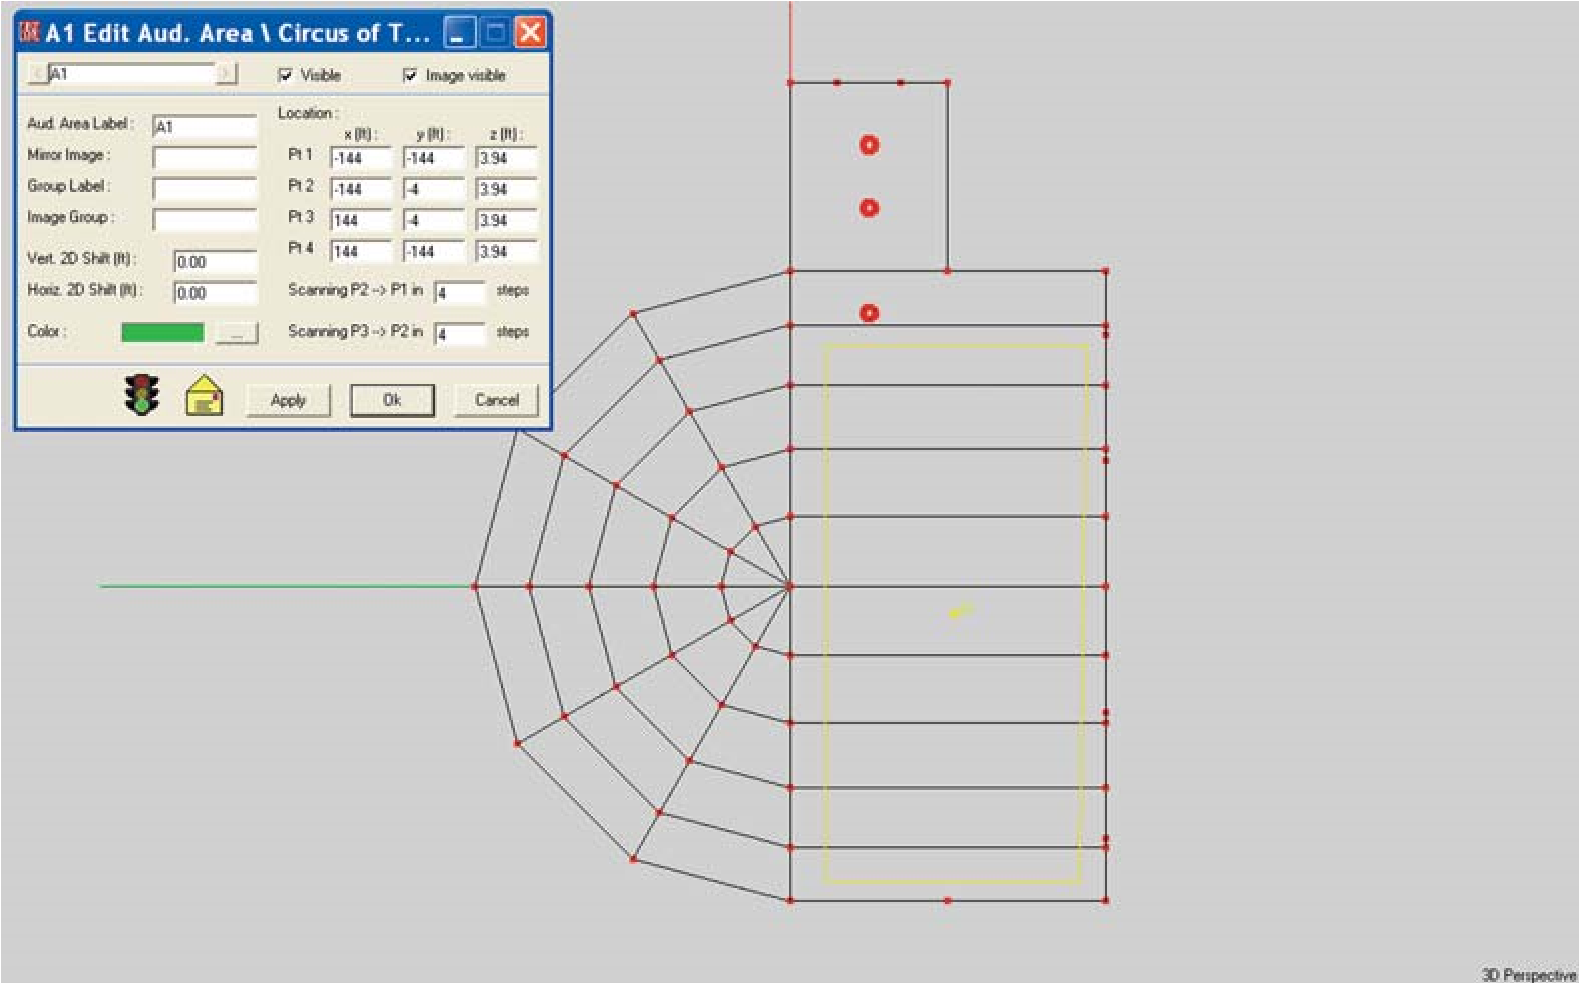 A1 Edit Aud. Area \ Circus of T...
A1
Visible
Image visible
Location :
x (ft) : y (ft) : z (ft) :
Aud. Area Label : A1
Pt 1 -144 -144 3.94
Mirror Image :
Pt 2 -144 -4 3.94
Group Label :
Pt 3 144 -4 3.94
Image Group :
Pt 4 144 -144 3.94
Vert. 2D Shift (ft) : 0.00
Horiz. 2D Shift (ft) : 0.00
Scanning P2 --> P1 in 4 steps
Color : ...
Scanning P3 --> P2 in 4 steps
Apply Ok Cancel
3D Perspective